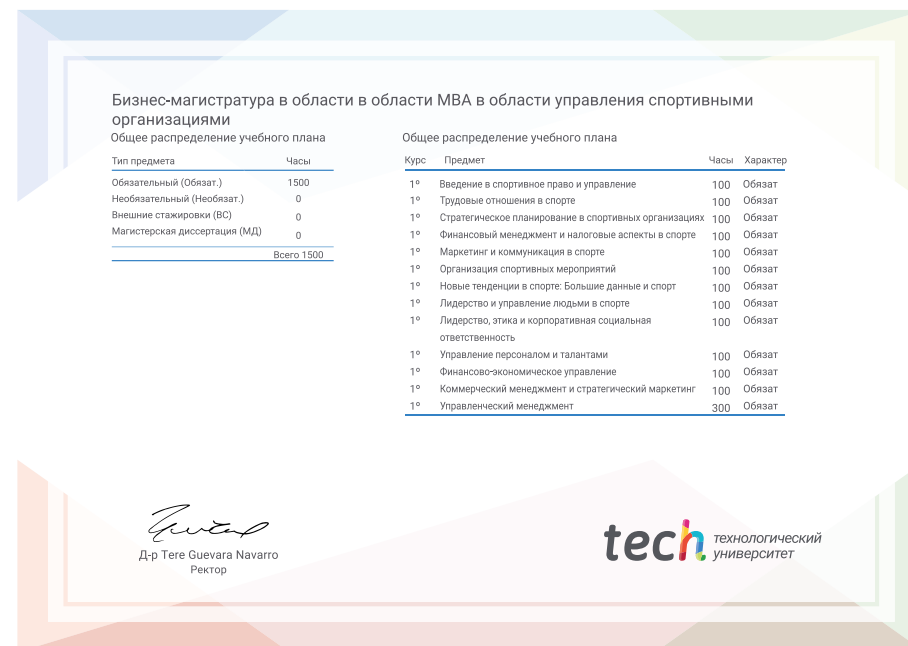 Бизнес-магистратура в области в области MBA в области управления спортивными
организациями
Общее распределение учебного плана
Тип предмета Часы
Обязательный (Обязат.) 1500
Необязательный (Необязат.) 0
Внешние стажировки (ВС) 0
Магистерская диссертация (МД) 0
Всего 1500
Общее распределение учебного плана
Курс Предмет Часы Характер
1º Введение в спортивное право и управление 100 Обязат
1º Трудовые отношения в спорте 100 Обязат
1º Стратегическое планирование в спортивных организациях 100 Обязат
1º Финансовый менеджмент и налоговые аспекты в спорте 100 Обязат
1º Маркетинг и коммуникация в спорте 100 Обязат
1º Организация спортивных мероприятий 100 Обязат
1º Новые тенденции в спорте: Большие данные и спорт 100 Обязат
1º Лидерство и управление людьми в спорте 100 Обязат
1º Лидерство, этика и корпоративная социальная 100 Обязат
ответственность
1º Управление персоналом и талантами 100 Обязат
1º Финансово-экономическое управление 100 Обязат
1º Коммерческий менеджмент и стратегический маркетинг 100 Обязат
1º Управленческий менеджмент 300 Обязат
Д-р Tere Guevara Navarro
Ректор
tech технологический
университет